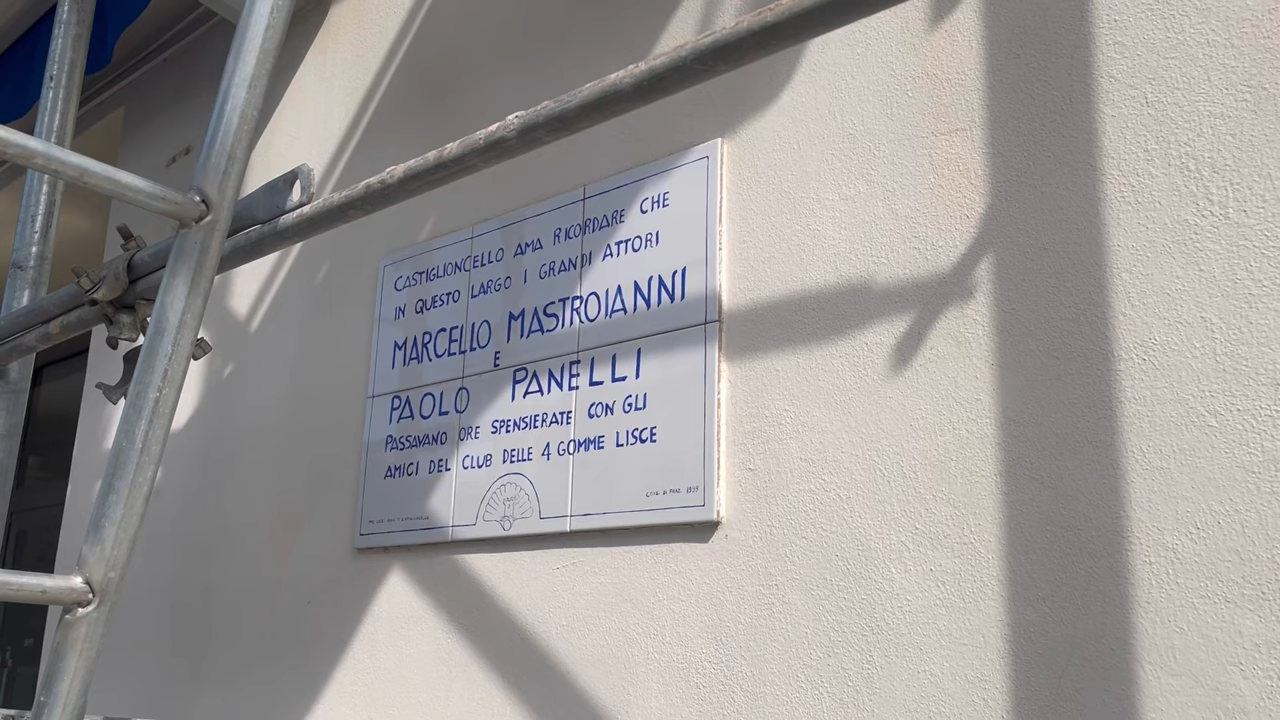 CASTIGLIONCELLO AMA RICORDARE CHE
IN QUESTO LARGO I GRANDI ATTORI
MARCELLO MASTROIANNI
E
PAOLO PANELLI
PASSAVANO ORE SPENSIERATE CON GLI
AMICI DEL CLUB DELLE 4 GOMME LISCE